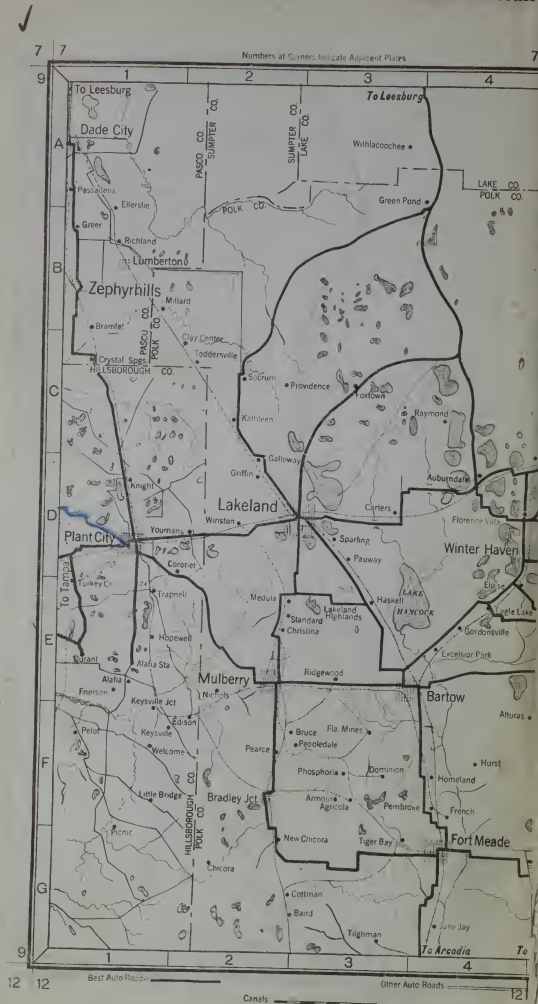 7 7
Numbers at Corners Indicate Adjacent Plates
7
9
1
2
3
4
To Leesburg
To Leesburg
Dade City
PASCO CO.
SUMPTER CO.
SUMPTER CO.
LAKE CO.
A
Withlacoochee
LAKE CO.
POLK CO.
Passadena
Ellerslie
Green Pond
POLK CO.
Greer
Richland
Lumberton
B
Zephyrhills
Millard
PASCO CO.
POLK CO.
Bramlet
Clay Center
Teddersville
Crystal Spgs.
HILLSBOROUGH CO.
Socrum
Providence
Foxtown
C
Raymond
Kathleen
Galloway
Griffin
Auburndale
Knight
Lakeland
Carters
D
Winston
Florence Villa
Youmans
Plant City
Sparling
Winter Haven
Pauway
Coronet
To Tampa
Turkey Cr.
Trapnell
Eloise
LAKE
HANCOCK
Medula
Haskell
Eagle Lake
Lakeland
Highlands
Standard
Christina
Gordonsville
Hopewell
E
Durant
Excelsior Park
Alafia Sta
Mulberry
Ridgewood
Alafia
Nichols
Bartow
Keysville Jct
Alturas
Edison
Pelot
Keysville
Bruce
Fla. Mines
Peooledale
Welcome
Pearce
Hurst
F
Phosphoria
Dominion
Homeland
Little Bridge
Bradley Jct
Armour
Agricola
Pembroke
French
HILLSBOROUGH CO.
POLK CO.
Picnic
New Chicora
Tiger Bay
Fort Meade
Chicora
G
Cottman
Baird
June Jay
Tilghman
To Arcadia
To
9
1
2
3
4
12 12
Best Auto Roads
Other Auto Roads
12
Canals